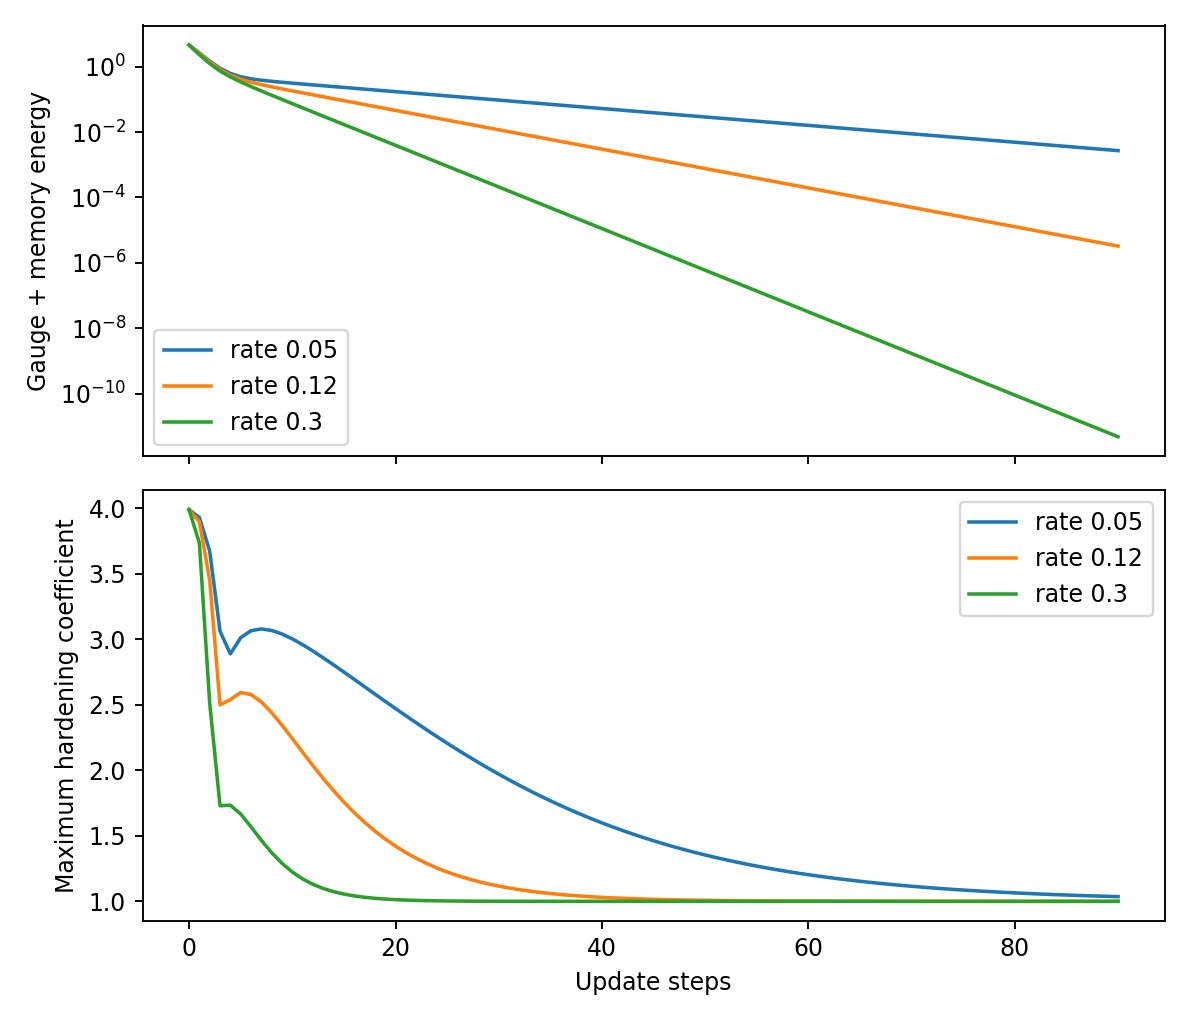 Gauge + memory energy
10⁰
10⁻²
10⁻⁴
10⁻⁶
10⁻⁸
10⁻¹⁰
rate 0.05
rate 0.12
rate 0.3
Maximum hardening coefficient
4.0
3.5
3.0
2.5
2.0
1.5
1.0
rate 0.05
rate 0.12
rate 0.3
0 20 40 60 80
Update steps